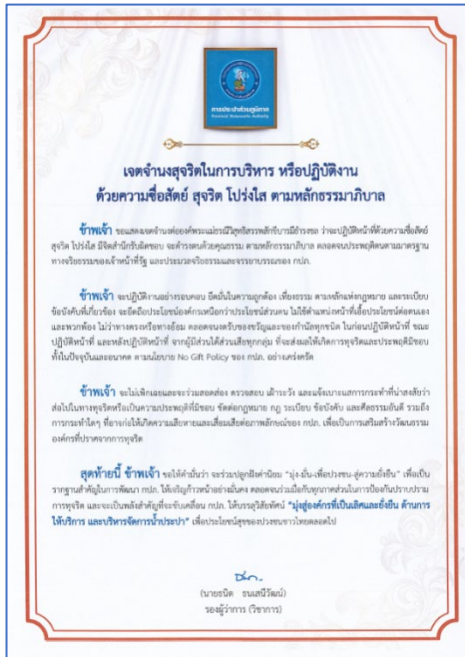 การประปาส่วนภูมิภาค
Provincial Waterworks Authority
เจตจำนงสุจริตในการบริหาร หรือปฏิบัติงาน
ด้วยความซื่อสัตย์ สุจริต โปร่งใส ตามหลักธรรมาภิบาล
ข้าพเจ้า ขอแสดงเจตจำนงต่อองค์พระแม่ธรณีวิสุทธิสรรพสักขีบารมีธำรงชล ว่าจะปฏิบัติหน้าที่ด้วยความซื่อสัตย์
สุจริต โปร่งใส มีจิตสำนึกรับผิดชอบ จะดำรงตนด้วยคุณธรรม ตามหลักธรรมาภิบาล ตลอดจนประพฤติตนตามมาตรฐาน
ทางจริยธรรมของเจ้าหน้าที่รัฐ และประมวลจริยธรรมและจรรยาบรรณของ กปภ.
ข้าพเจ้า จะปฏิบัติงานอย่างรอบคอบ ยึดมั่นในความถูกต้อง เที่ยงธรรม ตามหลักแห่งกฎหมาย และระเบียบ
ข้อบังคับที่เกี่ยวข้อง จะยึดถือประโยชน์องค์กรเหนือกว่าประโยชน์ส่วนตน ไม่ใช้ตำแหน่งหน้าที่เอื้อประโยชน์ต่อตนเอง
และพวกพ้อง ไม่ว่าทางตรงหรือทางอ้อม ตลอดจนงดรับของขวัญและของกำนัลทุกชนิด ในก่อนปฏิบัติหน้าที่ ขณะ
ปฏิบัติหน้าที่ และหลังปฏิบัติหน้าที่ จากผู้มีส่วนได้ส่วนเสียทุกกลุ่ม ที่จะส่งผลให้เกิดการทุจริตและประพฤติมิชอบ
ทั้งในปัจจุบันและอนาคต ตามนโยบาย No Gift Policy ของ กปภ. อย่างเคร่งครัด
ข้าพเจ้า จะไม่เพิกเฉยและจะร่วมสอดส่อง ตรวจสอบ เฝ้าระวัง และแจ้งเบาะแสการกระทำที่น่าสงสัยว่า
ส่อไปในทางทุจริตหรือเป็นความประพฤติที่มิชอบ ขัดต่อกฎหมาย กฎ ระเบียบ ข้อบังคับ และศีลธรรมอันดี รวมถึง
การกระทำใดๆ ที่อาจก่อให้เกิดความเสียหายและเสื่อมเสียต่อภาพลักษณ์ของ กปภ. เพื่อเป็นการเสริมสร้างวัฒนธรรม
องค์กรที่ปราศจากการทุจริต
สุดท้ายนี้ ข้าพเจ้า ขอให้คำมั่นว่า จะร่วมปลูกฝังค่านิยม "มุ่ง-มั่น-เพื่อปวงชน-สู่ความยั่งยืน" เพื่อเป็น
รากฐานสำคัญในการพัฒนา กปภ. ให้เจริญก้าวหน้าอย่างมั่นคง ตลอดจนร่วมมือกับทุกภาคส่วนในการป้องกันปราบปราม
การทุจริต และจะเป็นพลังสำคัญที่จะขับเคลื่อน กปภ. ให้บรรลุวิสัยทัศน์ "มุ่งสู่องค์กรที่เป็นเลิศและยั่งยืน ด้านการ
ให้บริการ และบริหารจัดการน้ำประปา" เพื่อประโยชน์สุขของปวงชนชาวไทยตลอดไป
(นายธนิต ธนเสนีวัฒน์)
รองผู้ว่าการ (วิชาการ)